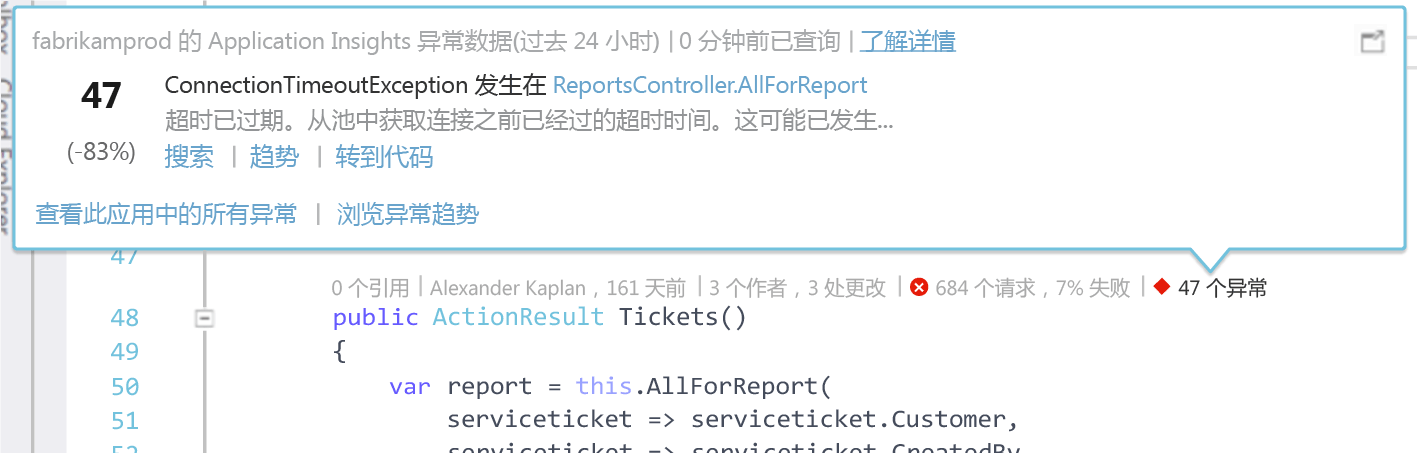 fabrikamprod 的 Application Insights 异常数据(过去 24 小时) | 0 分钟前已查询 | 了解详情
47 ConnectionTimeoutException 发生在 ReportsController.AllForReport
超时已过期。从池中获取连接之前已经过的超时时间。这可能已发生...
(-83%) 搜索 | 趋势 | 转到代码
查看此应用中的所有异常 | 浏览异常趋势
Cloud Explorer
47
0 个引用 | Alexander Kaplan，161 天前 | 3 个作者，3 处更改 | 684 个请求，7% 失败 | 47 个异常
48 public ActionResult Tickets()
49 {
50 var report = this.AllForReport(
51 serviceticket => serviceticket.Customer,
52 serviceticket => serviceticket.CreatedBy